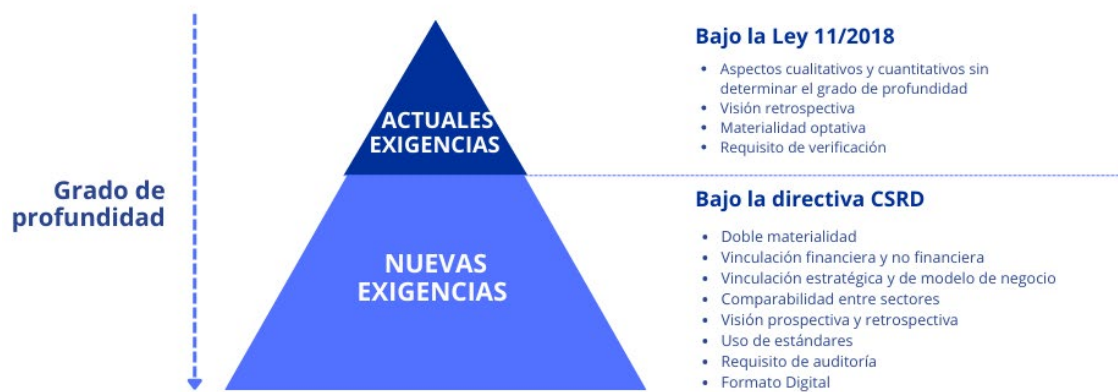 Grado de
profundidad
ACTUALES
EXIGENCIAS
NUEVAS
EXIGENCIAS
Bajo la Ley 11/2018
• Aspectos cualitativos y cuantitativos sin
determinar el grado de profundidad
• Visión retrospectiva
• Materialidad optativa
• Requisito de verificación
Bajo la directiva CSRD
• Doble materialidad
• Vinculación financiera y no financiera
• Vinculación estratégica y de modelo de negocio
• Comparabilidad entre sectores
• Visión prospectiva y retrospectiva
• Uso de estándares
• Requisito de auditoría
• Formato Digital